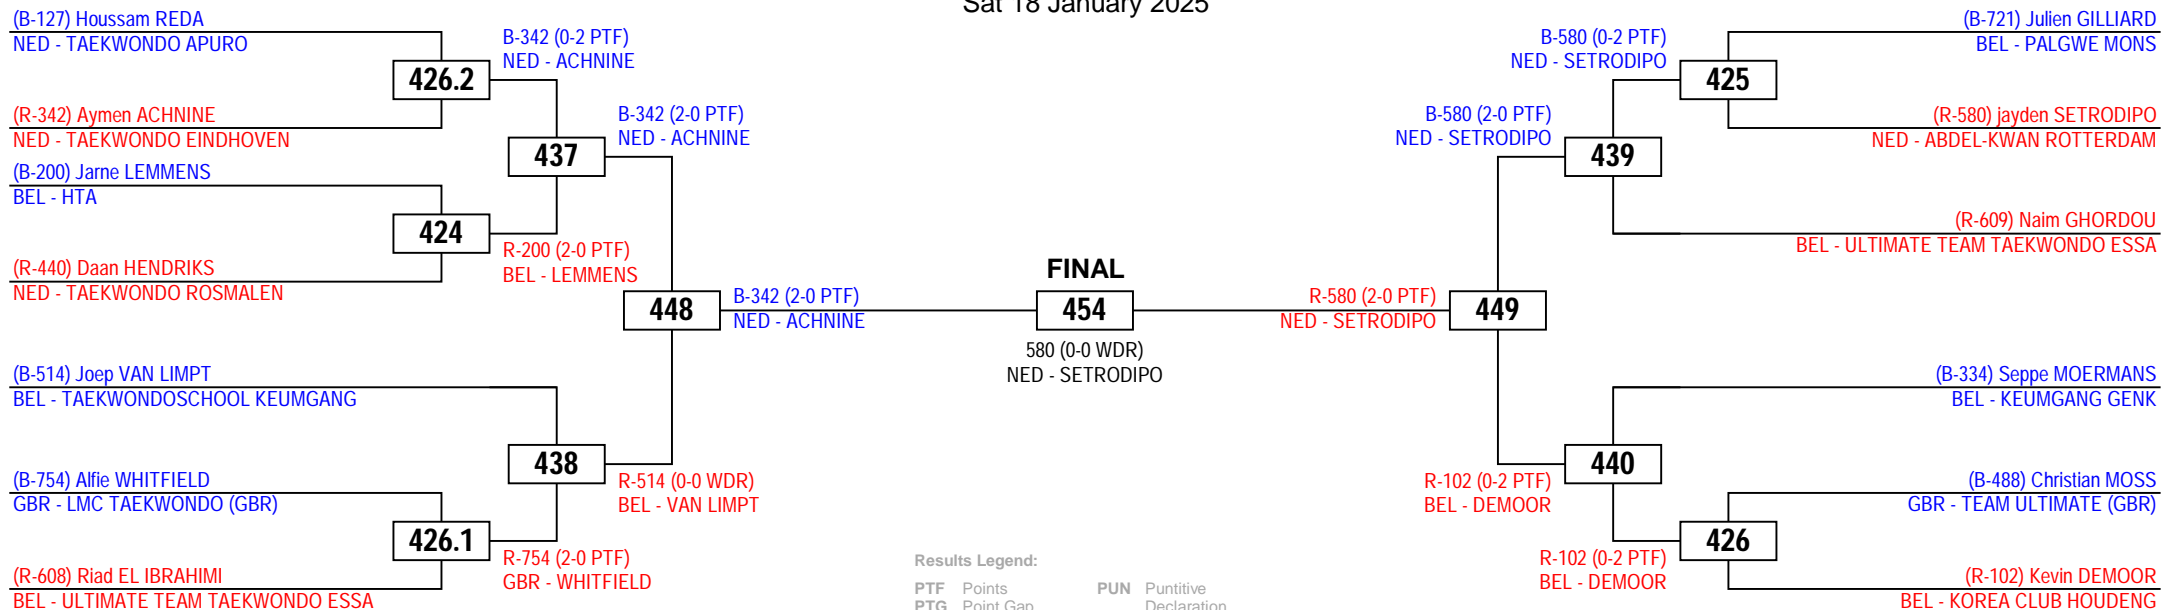 Sat 18 January 2025
(B-127) Houssam REDA
NED - TAEKWONDO APURO
B-342 (0-2 PTF)
NED - ACHNINE
426.2
(R-342) Aymen ACHNINE
NED - TAEKWONDO EINDHOVEN
B-342 (2-0 PTF)
NED - ACHNINE
437
(B-200) Jarne LEMMENS
BEL - HTA
424
R-200 (2-0 PTF)
BEL - LEMMENS
(R-440) Daan HENDRIKS
NED - TAEKWONDO ROSMALEN
448
B-342 (2-0 PTF)
NED - ACHNINE
(B-514) Joep VAN LIMPT
BEL - TAEKWONDOSCHOOL KEUMGANG
438
R-514 (0-0 WDR)
BEL - VAN LIMPT
(B-754) Alfie WHITFIELD
GBR - LMC TAEKWONDO (GBR)
426.1
R-754 (2-0 PTF)
GBR - WHITFIELD
(R-608) Riad EL IBRAHIMI
BEL - ULTIMATE TEAM TAEKWONDO ESSA
FINAL
454
580 (0-0 WDR)
NED - SETRODIPO
(B-721) Julien GILLIARD
BEL - PALGWE MONS
B-580 (0-2 PTF)
NED - SETRODIPO
425
(R-580) jayden SETRODIPO
NED - ABDEL-KWAN ROTTERDAM
B-580 (2-0 PTF)
NED - SETRODIPO
439
(R-609) Naim GHORDOU
BEL - ULTIMATE TEAM TAEKWONDO ESSA
R-580 (2-0 PTF)
NED - SETRODIPO
449
(B-334) Seppe MOERMANS
BEL - KEUMGANG GENK
440
R-102 (0-2 PTF)
BEL - DEMOOR
(B-488) Christian MOSS
GBR - TEAM ULTIMATE (GBR)
426
R-102 (0-2 PTF)
BEL - DEMOOR
(R-102) Kevin DEMOOR
BEL - KOREA CLUB HOUDENG
Results Legend:
PTF Points PUN Puntitive
PTG Point Gap Declaration